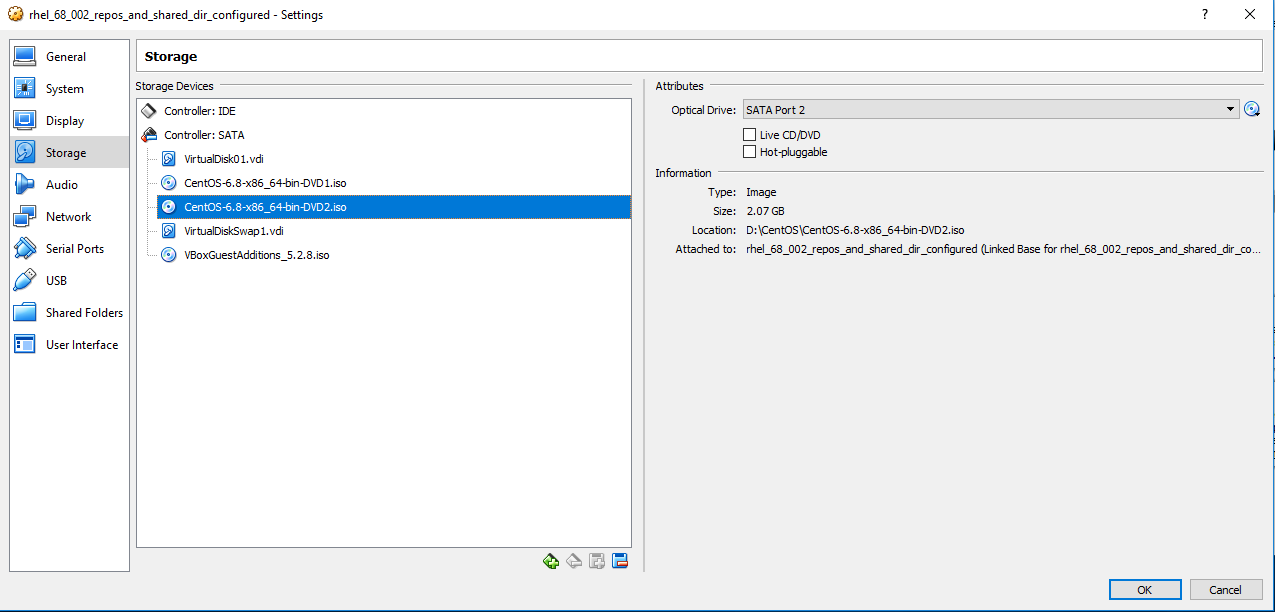 rhel_68_002_repos_and_shared_dir_configured - Settings
?
General
System
Display
Storage
Audio
Network
Serial Ports
USB
Shared Folders
User Interface
Storage
Storage Devices
Controller: IDE
Controller: SATA
VirtualDisk01.vdi
CentOS-6.8-x86_64-bin-DVD1.iso
CentOS-6.8-x86_64-bin-DVD2.iso
VirtualDiskSwap1.vdi
VBoxGuestAdditions_5.2.8.iso
Attributes
Optical Drive: SATA Port 2
Live CD/DVD
Hot-pluggable
Information
Type: Image
Size: 2.07 GB
Location: D:\CentOS\CentOS-6.8-x86_64-bin-DVD2.iso
Attached to: rhel_68_002_repos_and_shared_dir_configured (Linked Base for rhel_68_002_repos_and_shared_dir_co...
OK
Cancel